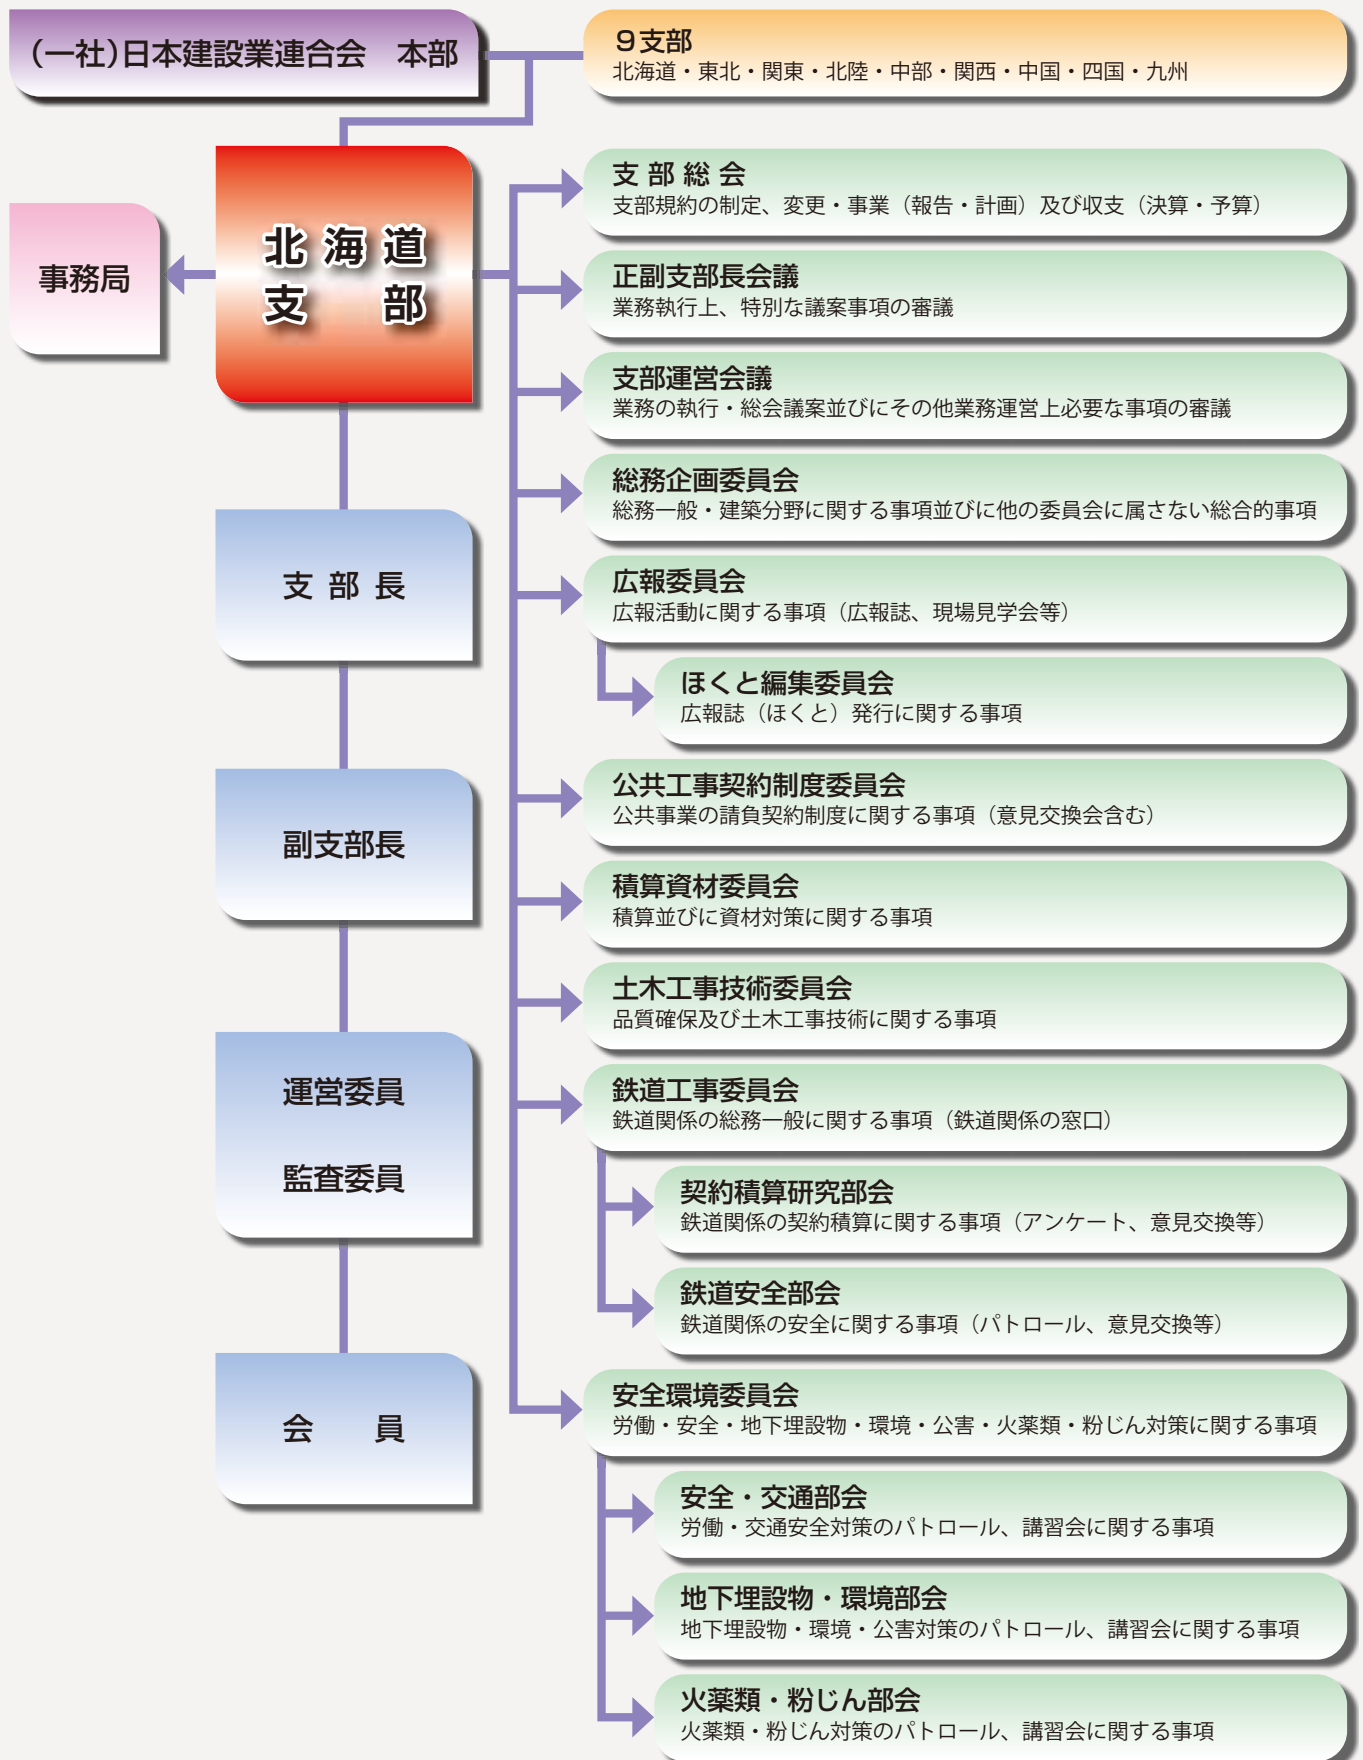 (一社)日本建設業連合会　本部
9支部
北海道・東北・関東・北陸・中部・関西・中国・四国・九州
北海道
支部
事務局
支部長
副支部長
運営委員
監査委員
会員
支部総会
支部規約の制定、変更・事業（報告・計画）及び収支（決算・予算）
正副支部長会議
業務執行上、特別な議案事項の審議
支部運営会議
業務の執行・総会議案並びにその他業務運営上必要な事項の審議
総務企画委員会
総務一般・建築分野に関する事項並びに他の委員会に属さない総合的事項
広報委員会
広報活動に関する事項（広報誌、現場見学会等）
ほくと編集委員会
広報誌（ほくと）発行に関する事項
公共工事契約制度委員会
公共事業の請負契約制度に関する事項（意見交換会含む）
積算資材委員会
積算並びに資材対策に関する事項
土木工事技術委員会
品質確保及び土木工事技術に関する事項
鉄道工事委員会
鉄道関係の総務一般に関する事項（鉄道関係の窓口）
契約積算研究部会
鉄道関係の契約積算に関する事項（アンケート、意見交換等）
鉄道安全部会
鉄道関係の安全に関する事項（パトロール、意見交換等）
安全環境委員会
労働・安全・地下埋設物・環境・公害・火薬類・粉じん対策に関する事項
安全・交通部会
労働・交通安全対策のパトロール、講習会に関する事項
地下埋設物・環境部会
地下埋設物・環境・公害対策のパトロール、講習会に関する事項
火薬類・粉じん部会
火薬類・粉じん対策のパトロール、講習会に関する事項